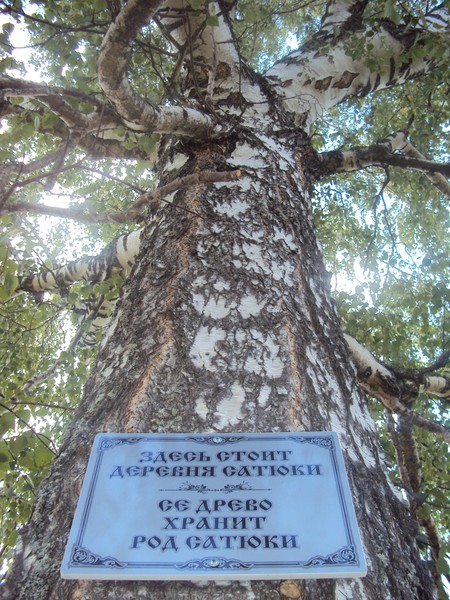 ЗДЕСЬ СТОИТ
ДЕРЕВНЯ САТЮКИ
СЕ ДРЕВО
ХРАНИТ
РОД САТЮКИ